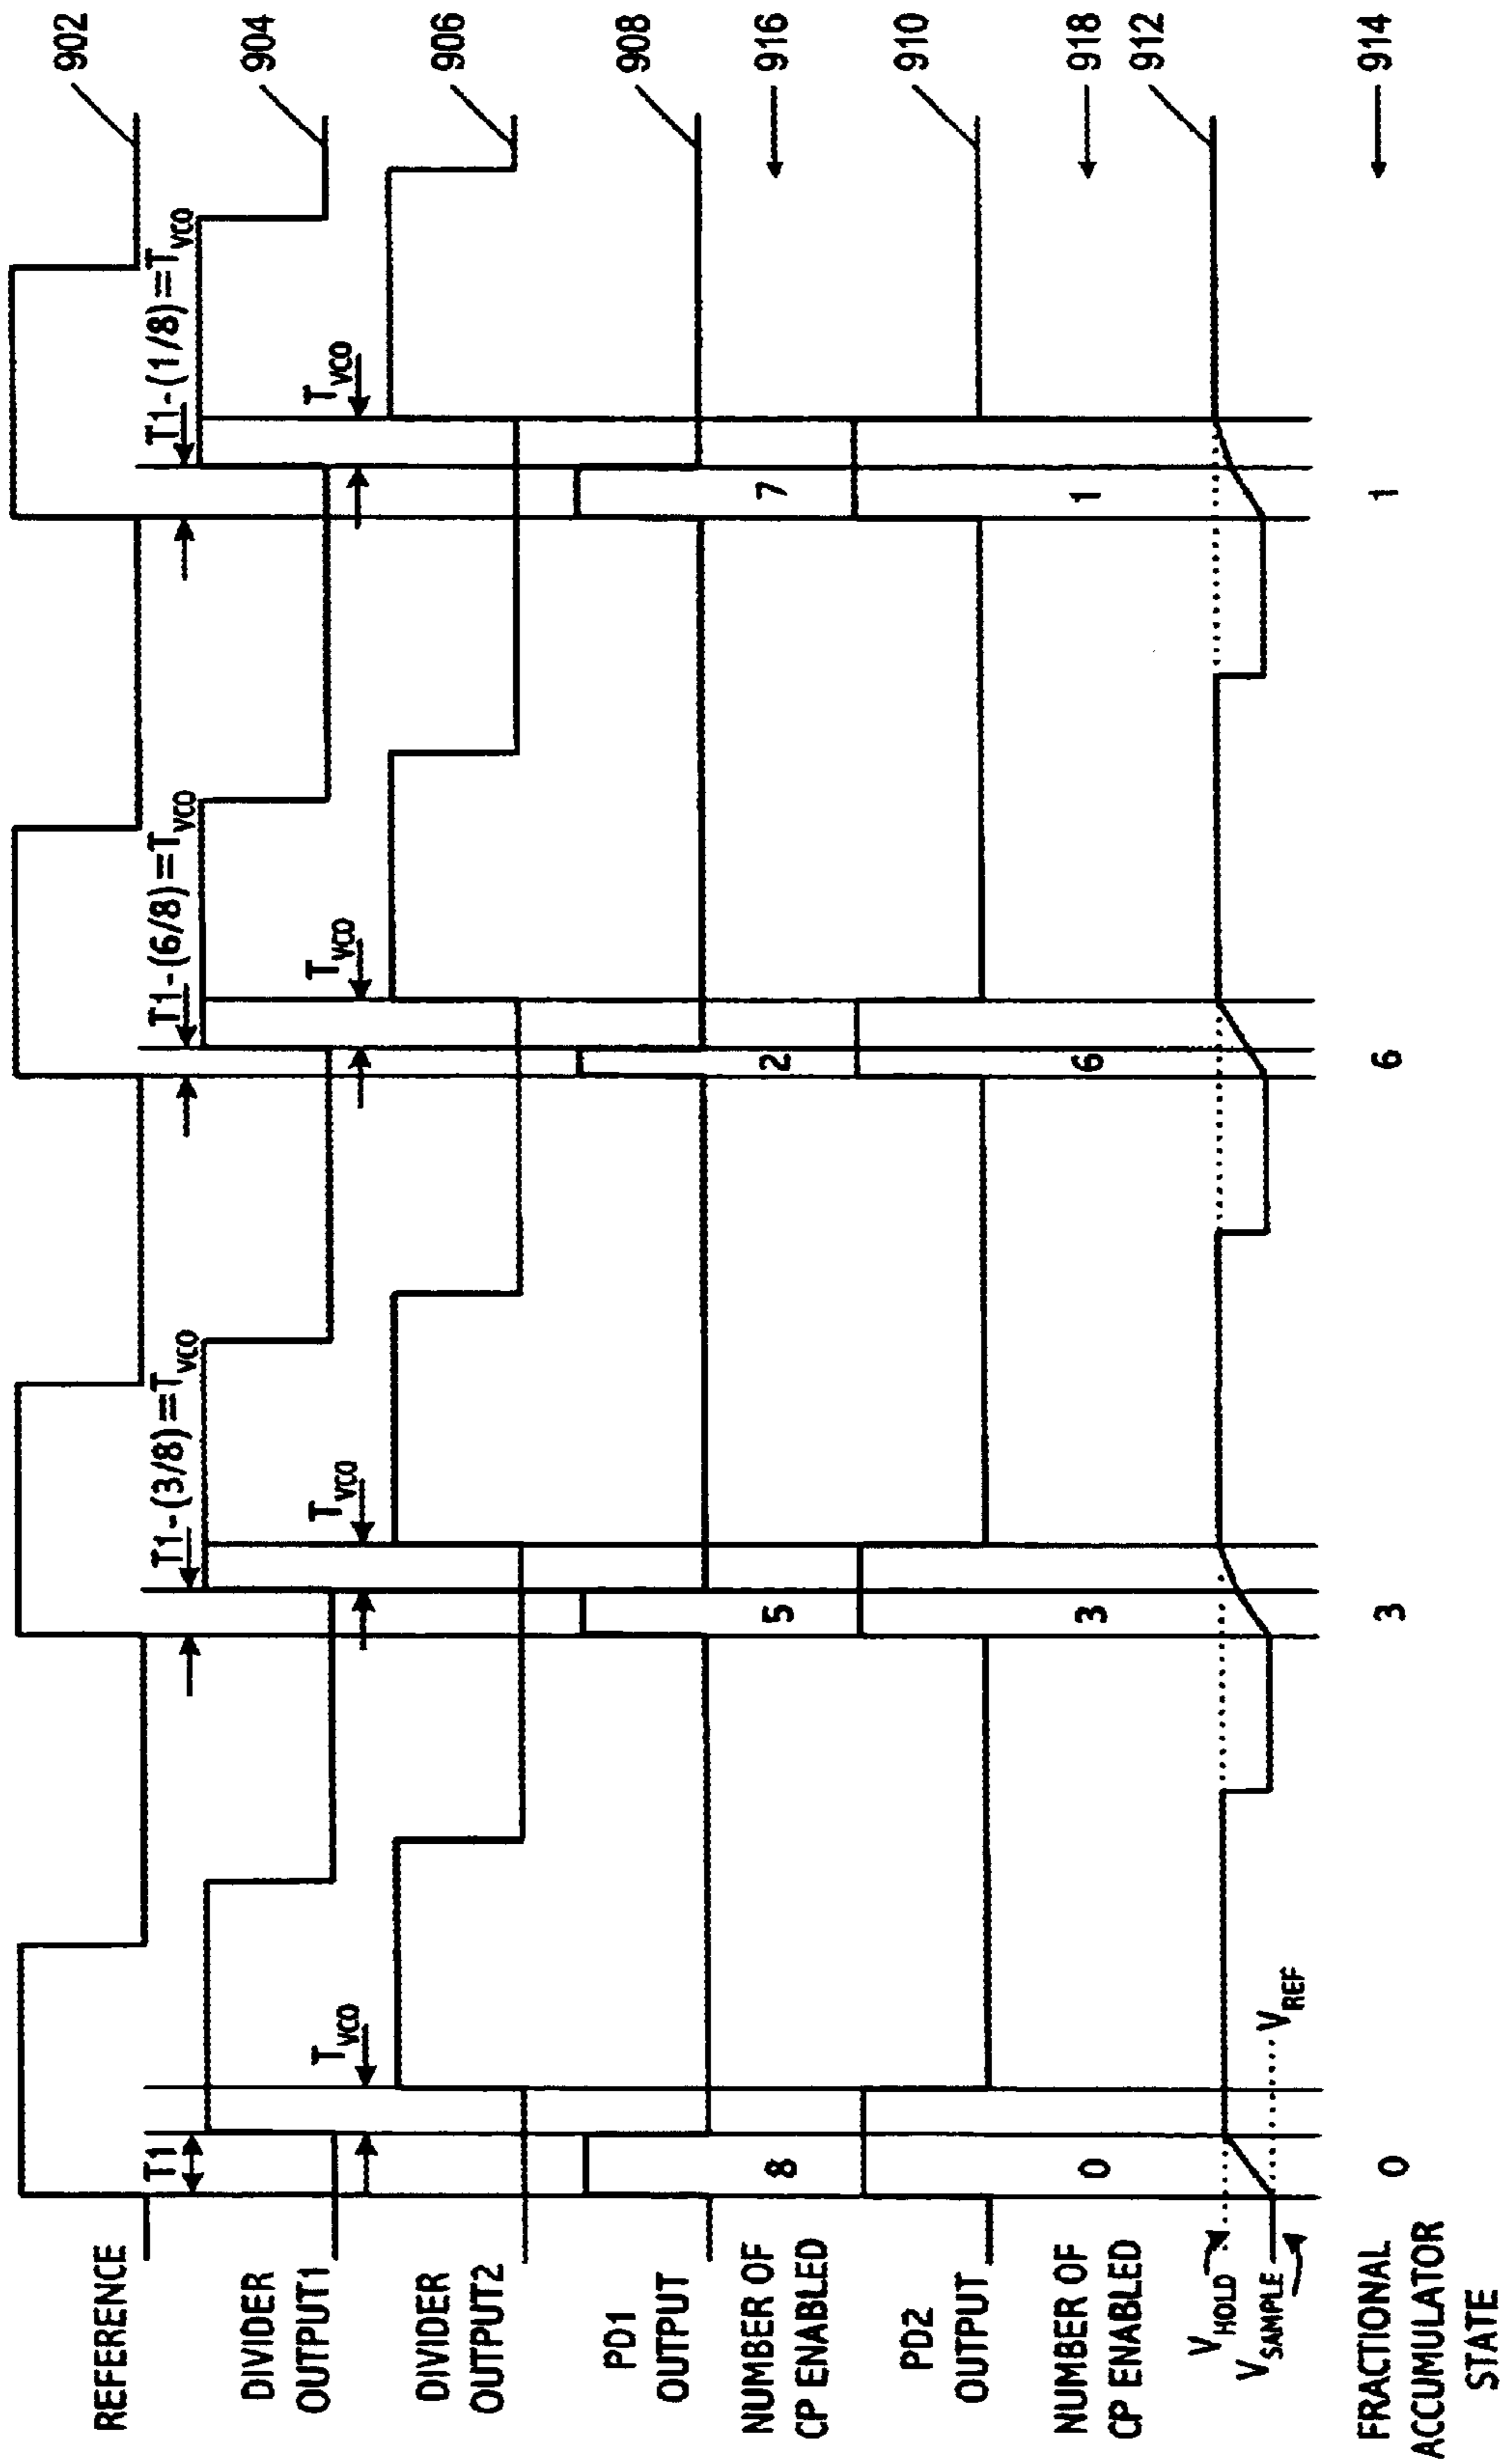 REFERENCE
T1
T1-(3/8)=TVCO
T1-(6/8)=TVCO
T1-(1/8)=TVCO
902
DIVIDER
OUTPUT1
TVCO
TVCO
TVCO
TVCO
904
DIVIDER
OUTPUT2
906
PD1
OUTPUT
908
NUMBER OF
CP ENABLED
8
5
2
7
916
PD2
OUTPUT
910
NUMBER OF
CP ENABLED
0
3
6
1
918
VHOLD
VSAMPLE
VREF
912
FRACTIONAL
ACCUMULATOR
STATE
0
3
6
1
914